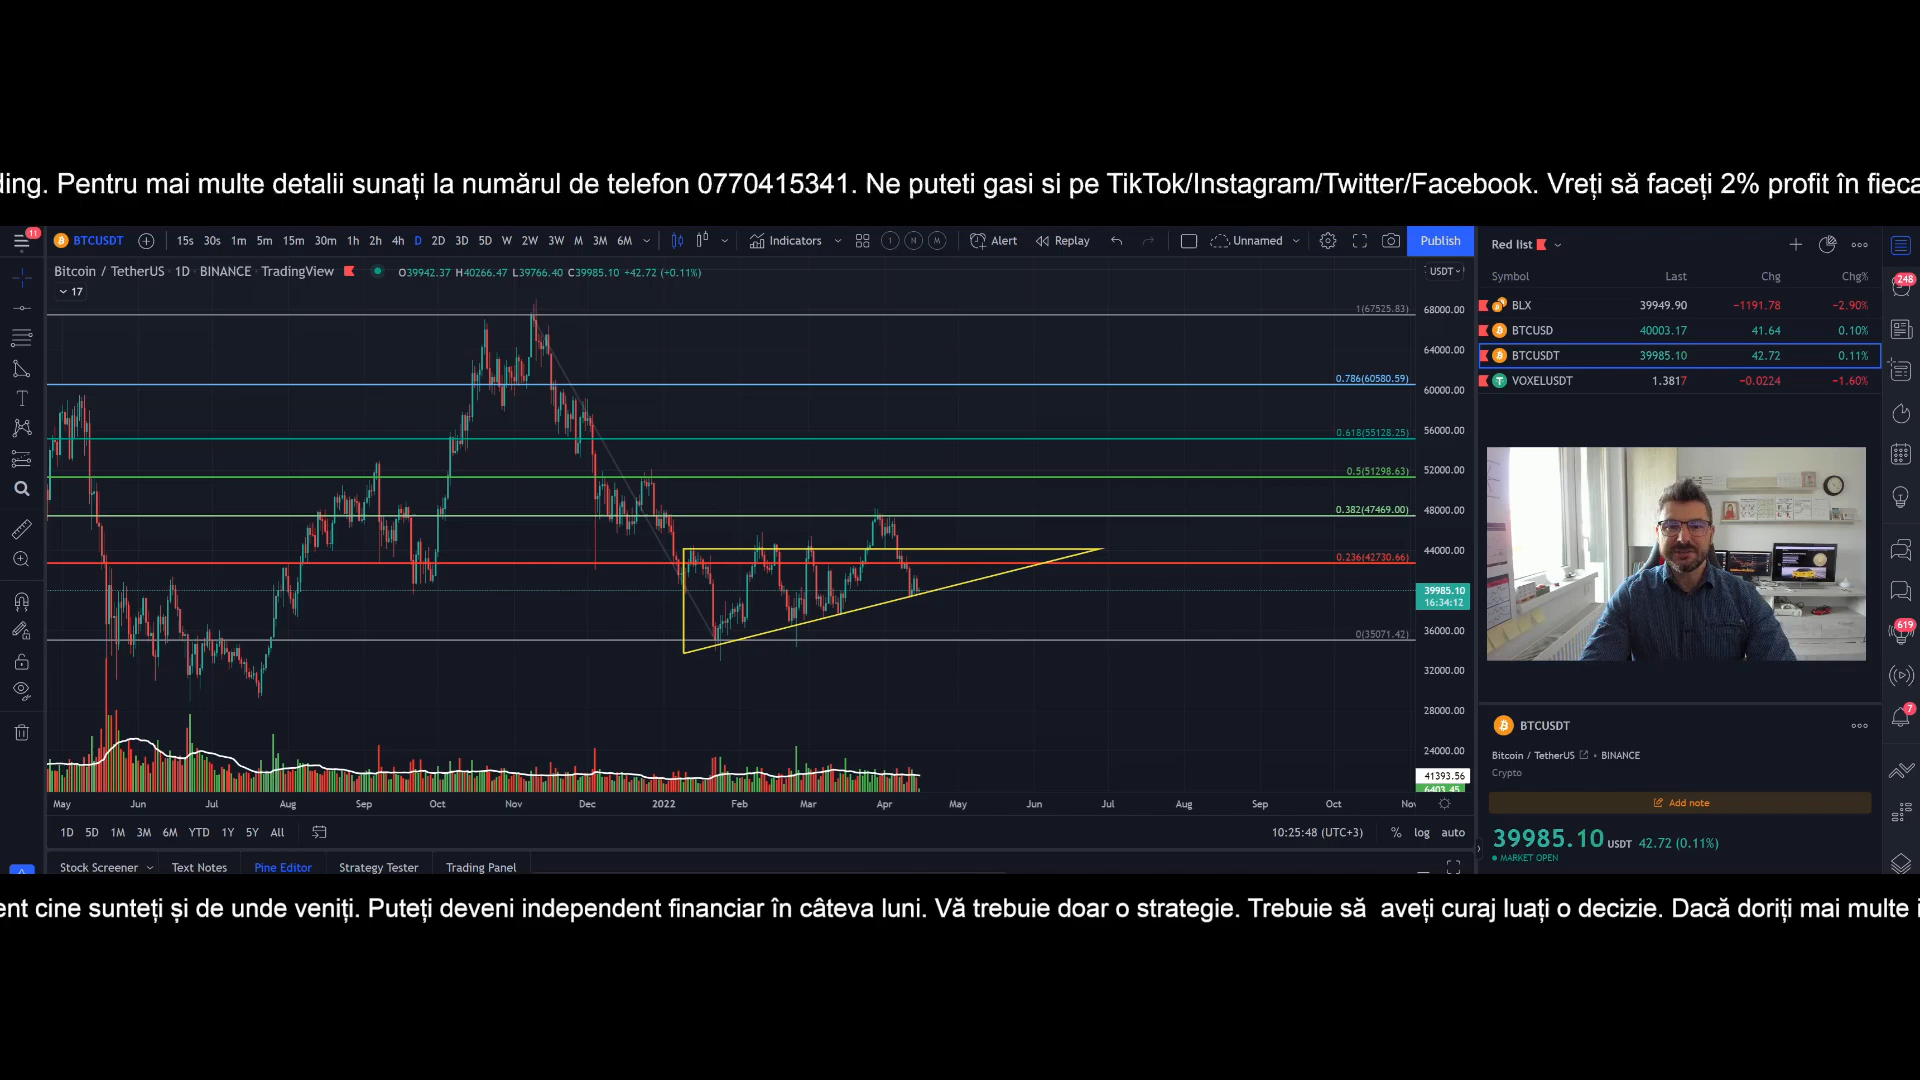 ding. Pentru mai multe detalii sunați la numărul de telefon 0770415341. Ne puteti gasi si pe TikTok/Instagram/Twitter/Facebook. Vreți să faceți 2% profit în fieca
11
BTCUSDT 15s 30s 1m 5m 15m 30m 1h 2h 4h D 2D 3D 5D W 2W 3W M 3M 6M Indicators 1 N M Alert Replay Unnamed Publish
Bitcoin / TetherUS 1D BINANCE TradingView O39942.37 H40266.47 L39766.40 C39985.10 +42.72 (+0.11%)
17
USDT
68000.00
64000.00
60000.00
56000.00
52000.00
48000.00
44000.00
39985.10
16:34:12
36000.00
32000.00
28000.00
24000.00
41393.56
6403.45
1(67525.83)
0.786(60580.59)
0.618(55128.25)
0.5(51298.63)
0.382(47469.00)
0.236(42730.66)
0(35071.42)
May Jun Jul Aug Sep Oct Nov Dec 2022 Feb Mar Apr May Jun Jul Aug Sep Oct Nov
1D 5D 1M 3M 6M YTD 1Y 5Y All 10:25:48 (UTC+3) % log auto
Stock Screener Text Notes Pine Editor Strategy Tester Trading Panel
Red list
Symbol Last Chg Chg%
BLX 39949.90 −1191.78 −2.90%
BTCUSD 40003.17 41.64 0.10%
BTCUSDT 39985.10 42.72 0.11%
VOXELUSDT 1.3817 −0.0224 −1.60%
248
619
7
BTCUSDT
Bitcoin / TetherUS • BINANCE
Crypto
Add note
39985.10 USDT 42.72 (0.11%)
MARKET OPEN
ent cine sunteți și de unde veniți. Puteți deveni independent financiar în câteva luni. Vă trebuie doar o strategie. Trebuie să  aveți curaj luați o decizie. Dacă doriți mai multe i